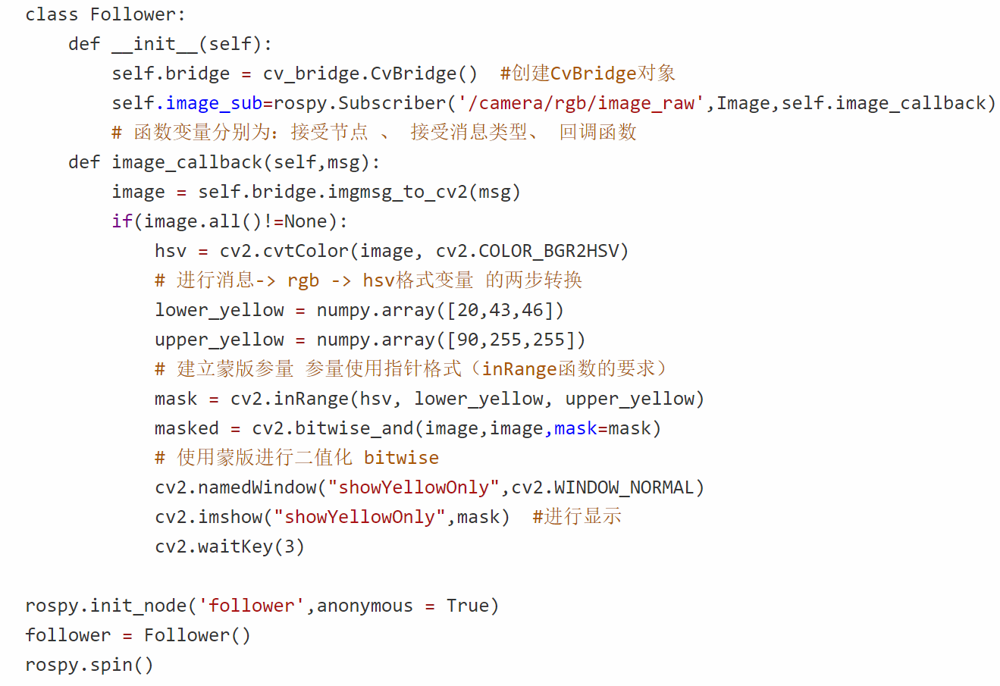 class Follower:
    def __init__(self):
        self.bridge = cv_bridge.CvBridge()  #创建CvBridge对象
        self.image_sub=rospy.Subscriber('/camera/rgb/image_raw',Image,self.image_callback)
        # 函数变量分别为：接受节点 、 接受消息类型、 回调函数
    def image_callback(self,msg):
        image = self.bridge.imgmsg_to_cv2(msg)
        if(image.all()!=None):
            hsv = cv2.cvtColor(image, cv2.COLOR_BGR2HSV)
            # 进行消息-> rgb -> hsv格式变量 的两步转换
            lower_yellow = numpy.array([20,43,46])
            upper_yellow = numpy.array([90,255,255])
            # 建立蒙版参量 参量使用指针格式（inRange函数的要求）
            mask = cv2.inRange(hsv, lower_yellow, upper_yellow)
            masked = cv2.bitwise_and(image,image,mask=mask)
            # 使用蒙版进行二值化 bitwise
            cv2.namedWindow("showYellowOnly",cv2.WINDOW_NORMAL)
            cv2.imshow("showYellowOnly",mask)  #进行显示
            cv2.waitKey(3)

rospy.init_node('follower',anonymous = True)
follower = Follower()
rospy.spin()